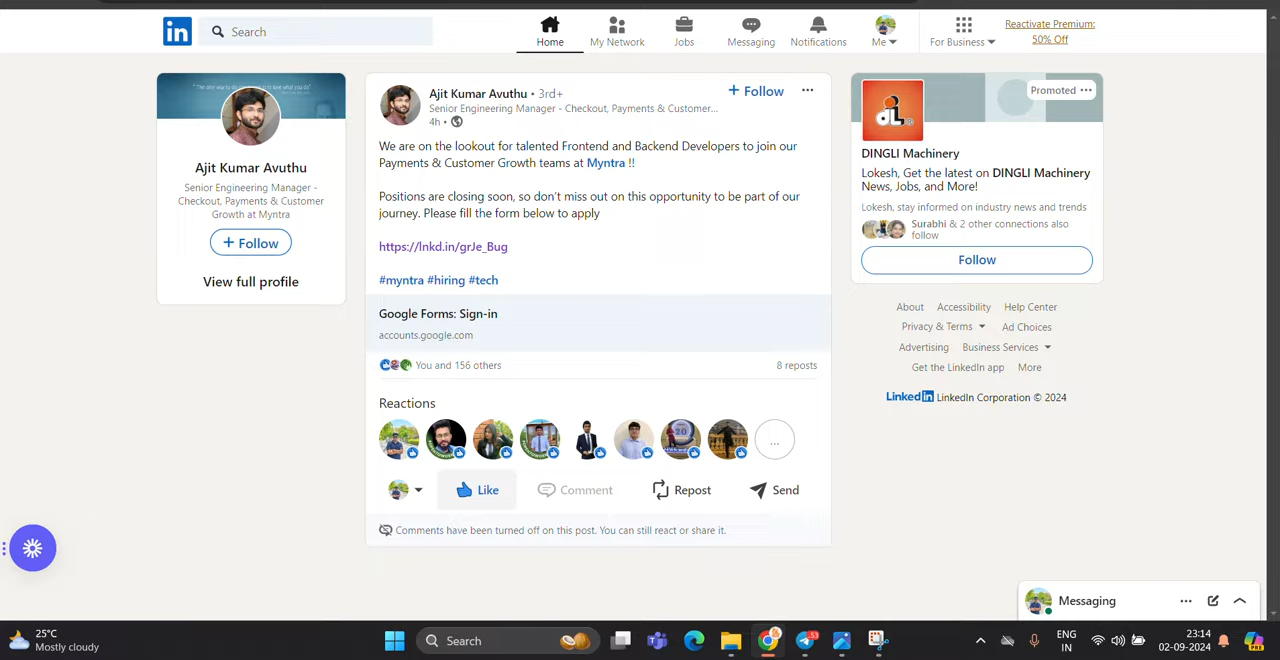 in
Search
Home
My Network
Jobs
Messaging
Notifications
Me
For Business
Reactivate Premium:
50% Off
Ajit Kumar Avuthu
Senior Engineering Manager -
Checkout, Payments & Customer
Growth at Myntra
+ Follow
View full profile
Ajit Kumar Avuthu • 3rd+
Senior Engineering Manager - Checkout, Payments & Customer...
4h •
+ Follow
We are on the lookout for talented Frontend and Backend Developers to join our
Payments & Customer Growth teams at Myntra !!
Positions are closing soon, so don't miss out on this opportunity to be part of our
journey. Please fill the form below to apply
https://lnkd.in/grJe_Bug
#myntra #hiring #tech
Google Forms: Sign-in
accounts.google.com
You and 156 others
8 reposts
Reactions
...
Like
Comment
Repost
Send
Comments have been turned off on this post. You can still react or share it.
Promoted
DINGLI Machinery
Lokesh, Get the latest on DINGLI Machinery
News, Jobs, and More!
Lokesh, stay informed on industry news and trends
Surabhi & 2 other connections also
follow
Follow
About Accessibility Help Center
Privacy & Terms Ad Choices
Advertising Business Services
Get the LinkedIn app More
LinkedIn LinkedIn Corporation © 2024
Messaging
25°C
Mostly cloudy
Search
53
ENG
IN
23:14
02-09-2024
PRE